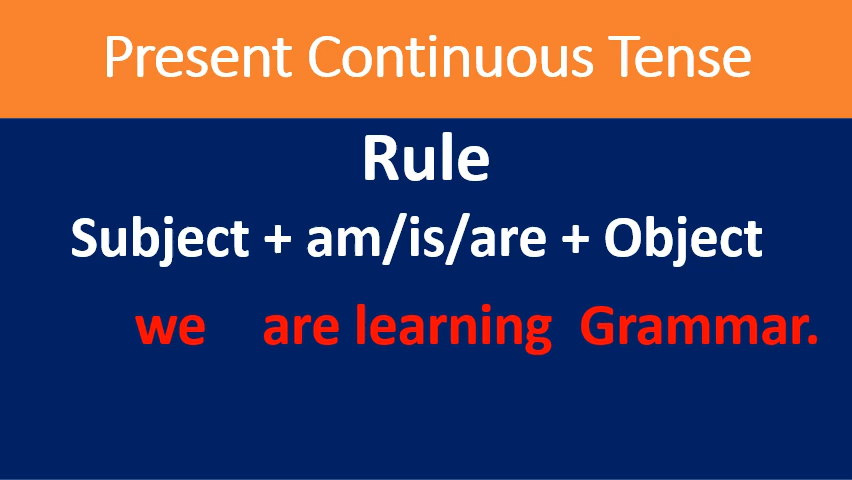 Present Continuous Tense
Rule
Subject + am/is/are + Object
we are learning Grammar.